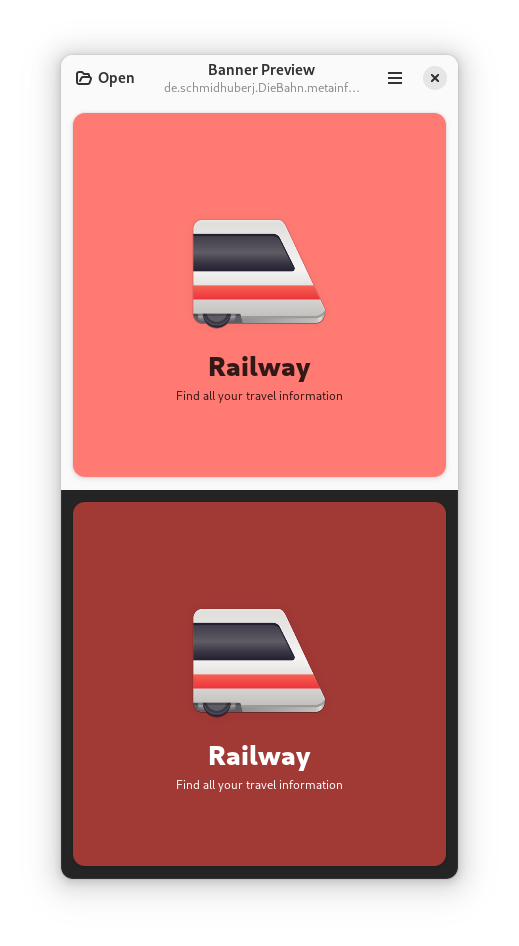 Open
Banner Preview
de.schmidhuberj.DieBahn.metainf…
Railway
Find all your travel information
Railway
Find all your travel information